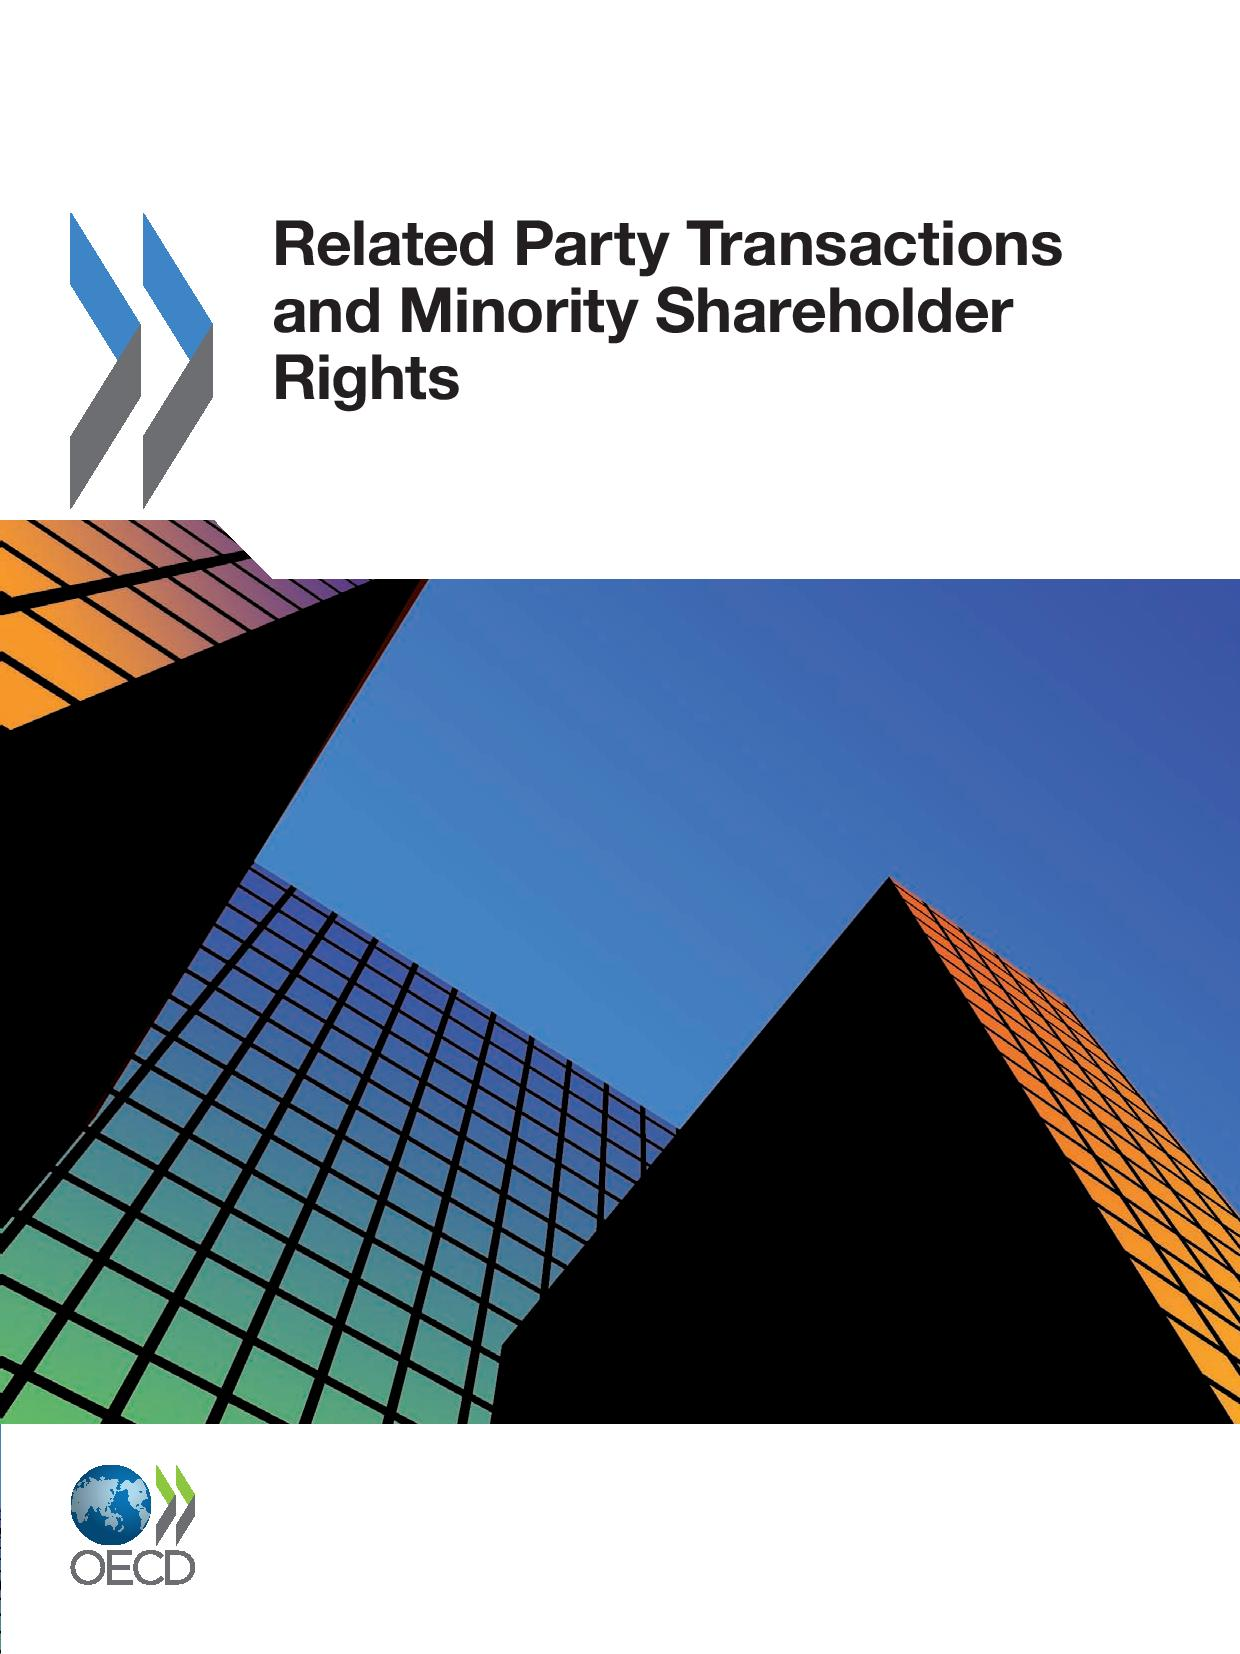 Related Party Transactions
and Minority Shareholder
Rights
OECD